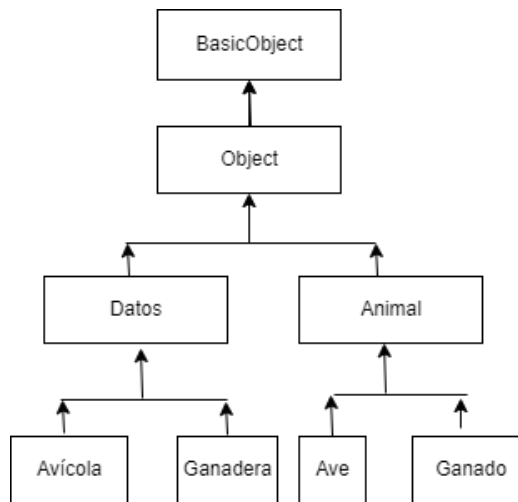 BasicObject
Object
Datos
Animal
Avícola
Ganadera
Ave
Ganado